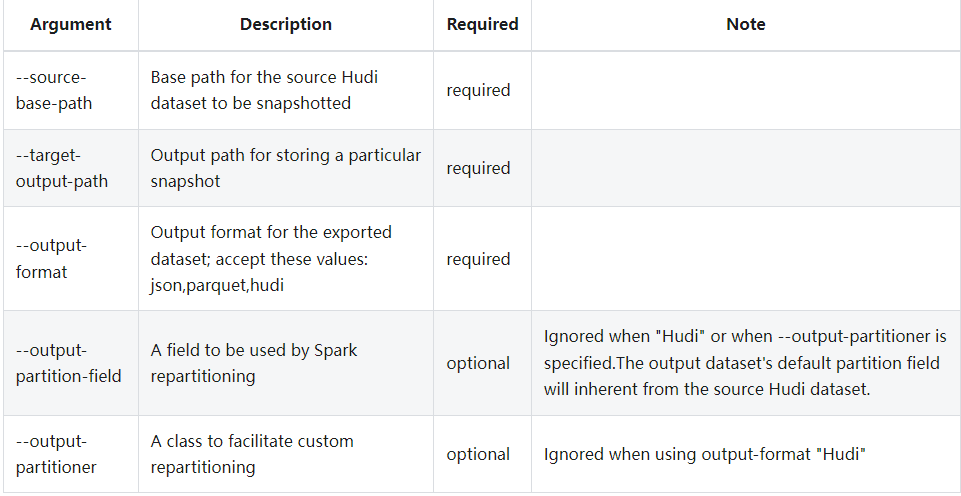 Argument Description Required Note
--source-
base-path
Base path for the source Hudi
dataset to be snapshotted
required
--target-
output-path
Output path for storing a particular
snapshot
required
--output-
format
Output format for the exported
dataset; accept these values:
json,parquet,hudi
required
--output-
partition-field
A field to be used by Spark
repartitioning
optional
Ignored when "Hudi" or when --output-partitioner is
specified.The output dataset's default partition field
will inherent from the source Hudi dataset.
--output-
partitioner
A class to facilitate custom
repartitioning
optional
Ignored when using output-format "Hudi"